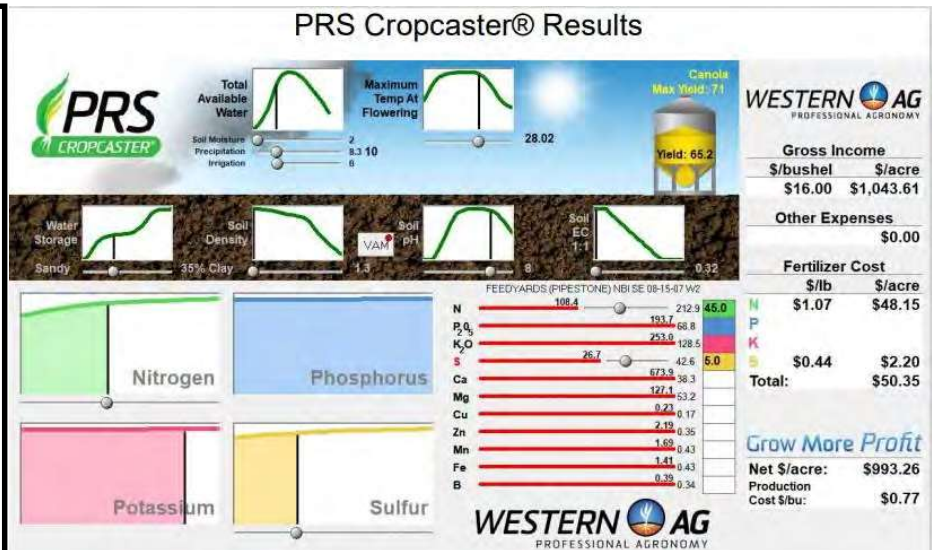 PRS Cropcaster® Results
PRS
CROPCASTER®
Total
Available
Water
Soil Moisture 2
Precipitation 8.3 10
Irrigation 6
Maximum
Temp At
Flowering
28.02
Canola
Max Yield: 71
Yield: 65.2
Water
Storage
Sandy 35% Clay
Soil
Density
1.3
VAM
Soil
pH
8
Soil
EC
1:1
0.32
WESTERN AG
PROFESSIONAL AGRONOMY
Gross Income
$/bushel $/acre
$16.00 $1,043.61
Other Expenses
$0.00
Fertilizer Cost
$/lb $/acre
N $1.07 $48.15
P
K
S $0.44 $2.20
Total: $50.35
Grow More Profit
Net $/acre: $993.26
Production
Cost $/bu: $0.77
Nitrogen
Phosphorus
Potassium
Sulfur
FEEDYARDS (PIPESTONE) NBI SE 08-15-07 W2
N 108.4 212.9 45.0
P2O5 193.7 66.8
K2O 253.0 128.5
S 26.7 42.6 5.0
Ca 673.9 38.3
Mg 127.1 53.2
Cu 0.23 0.17
Zn 2.19 0.35
Mn 1.69 0.43
Fe 1.41 0.43
B 0.39 0.34
WESTERN AG
PROFESSIONAL AGRONOMY